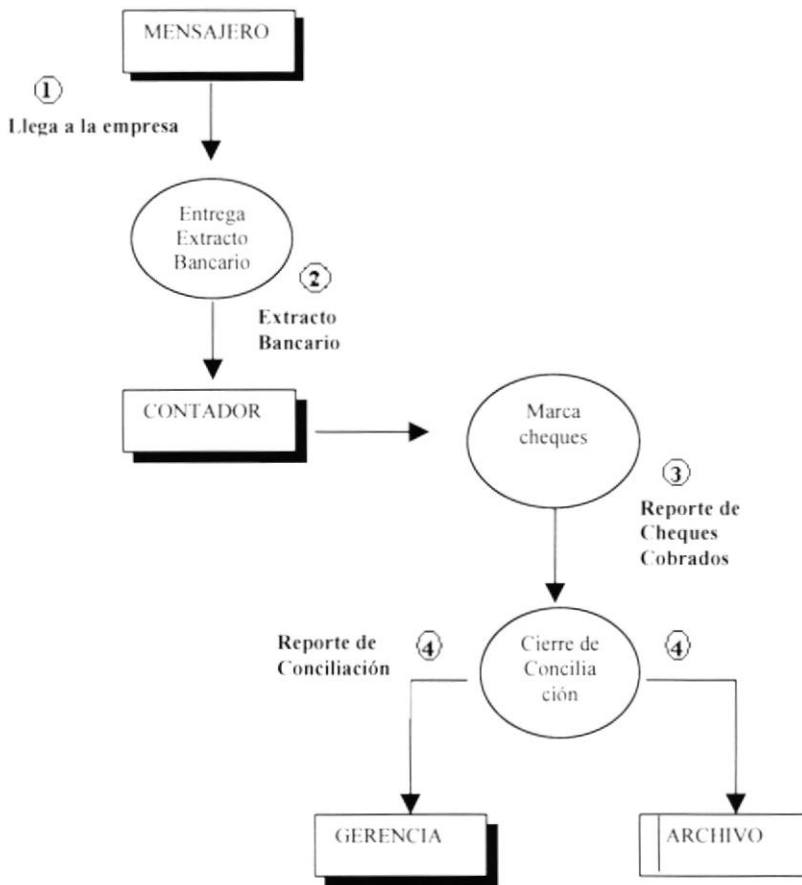 MENSAJERO
1
Llega a la empresa
Entrega
Extracto
Bancario
2
Extracto
Bancario
CONTADOR
Marca
cheques
3
Reporte de
Cheques
Cobrados
Reporte de
Conciliación
4
Cierre de
Concilia
ción
4
GERENCIA
ARCHIVO